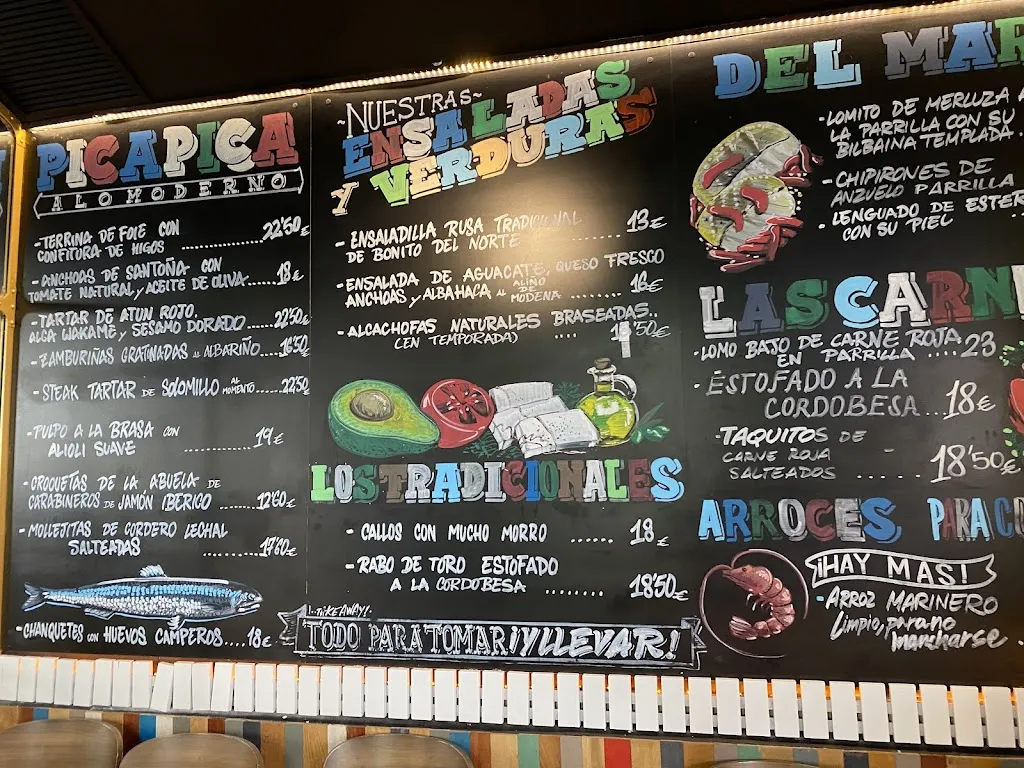 PICAPICA
A LO MODERNO
-TERRINA DE FOIE CON
CONFITURA DE HIGOS ............ 22'50€
-ANCHOAS DE SANTOÑA CON
TOMATE NATURAL y ACEITE DE OLIVA..... 18€
-TARTAR DE ATUN ROJO,
ALGA WAKAME y SÉSAMO DORADO ..... 22'50€
-ZAMBURIÑAS GRATINADAS AL ALBARIÑO.... 16'50€
-STEAK TARTAR DE SOLOMILLO AL MOMENTO..... 22'50€
-PULPO A LA BRASA CON
ALIOLI SUAVE ............ 19€
-CROQUETAS DE LA ABUELA DE
CARABINEROS o DE JAMÓN IBERICO ...... 12'60€
-MOLLEJITAS DE CORDERO LECHAL
SALTEADAS ............
-CHANQUETES CON HUEVOS CAMPEROS.... 18€
~NUESTRAS~
ENSALADAS
Y VERDURAS
- ENSALADILLA RUSA TRADICIONAL
DE BONITO DEL NORTE ........ 13€
-ENSALADA DE AGUACATE, QUESO FRESCO
ANCHOAS y ALBAHACA AL ALIÑO DE MODENA ........ 16€
-ALCACHOFAS NATURALES BRASEADAS..
(EN TEMPORADA) .... 18'50€
LOS TRADICIONALES
- CALLOS CON MUCHO MORRO ...... 18€
-RABO DE TORO ESTOFADO
A LA CORDOBESA ........ 18'50€
¡..TAKE AWAY!
TODO PARA TOMAR ¡Y LLEVAR!
DEL MAR
-LOMITO DE MERLUZA A
LA PARRILLA CON SU
BILBAINA TEMPLADA.
-CHIPIRONES DE
ANZUELO PARRILLA
-LENGUADO DE ESTER
CON SU PIEL
LAS CARN
-LOMO BAJO DE CARNE ROJA
EN PARRILLA .... 23
- ESTOFADO A LA
CORDOBESA... 18€
-TAQUITOS DE
CARNE ROJA
SALTEADOS ...... 18'50€
ARROCES, PARA CO
¡HAY MAS!
-ARROZ MARINERO
Limpio, para no
mancharse